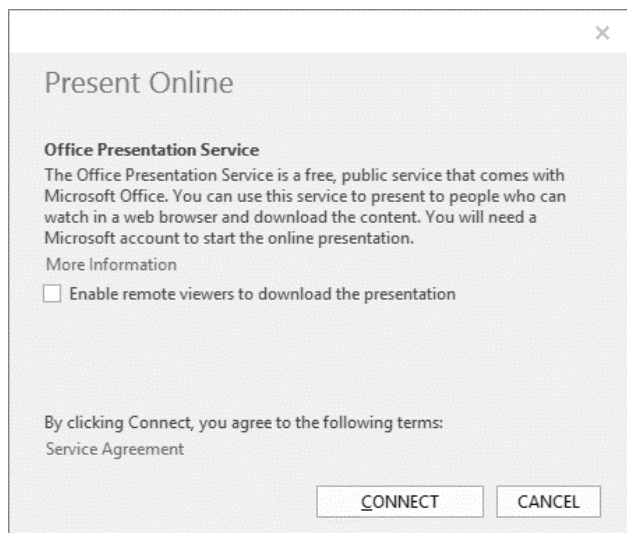 Present Online
Office Presentation Service
The Office Presentation Service is a free, public service that comes with
Microsoft Office. You can use this service to present to people who can
watch in a web browser and download the content. You will need a
Microsoft account to start the online presentation.
More Information
Enable remote viewers to download the presentation
By clicking Connect, you agree to the following terms:
Service Agreement
CONNECT CANCEL